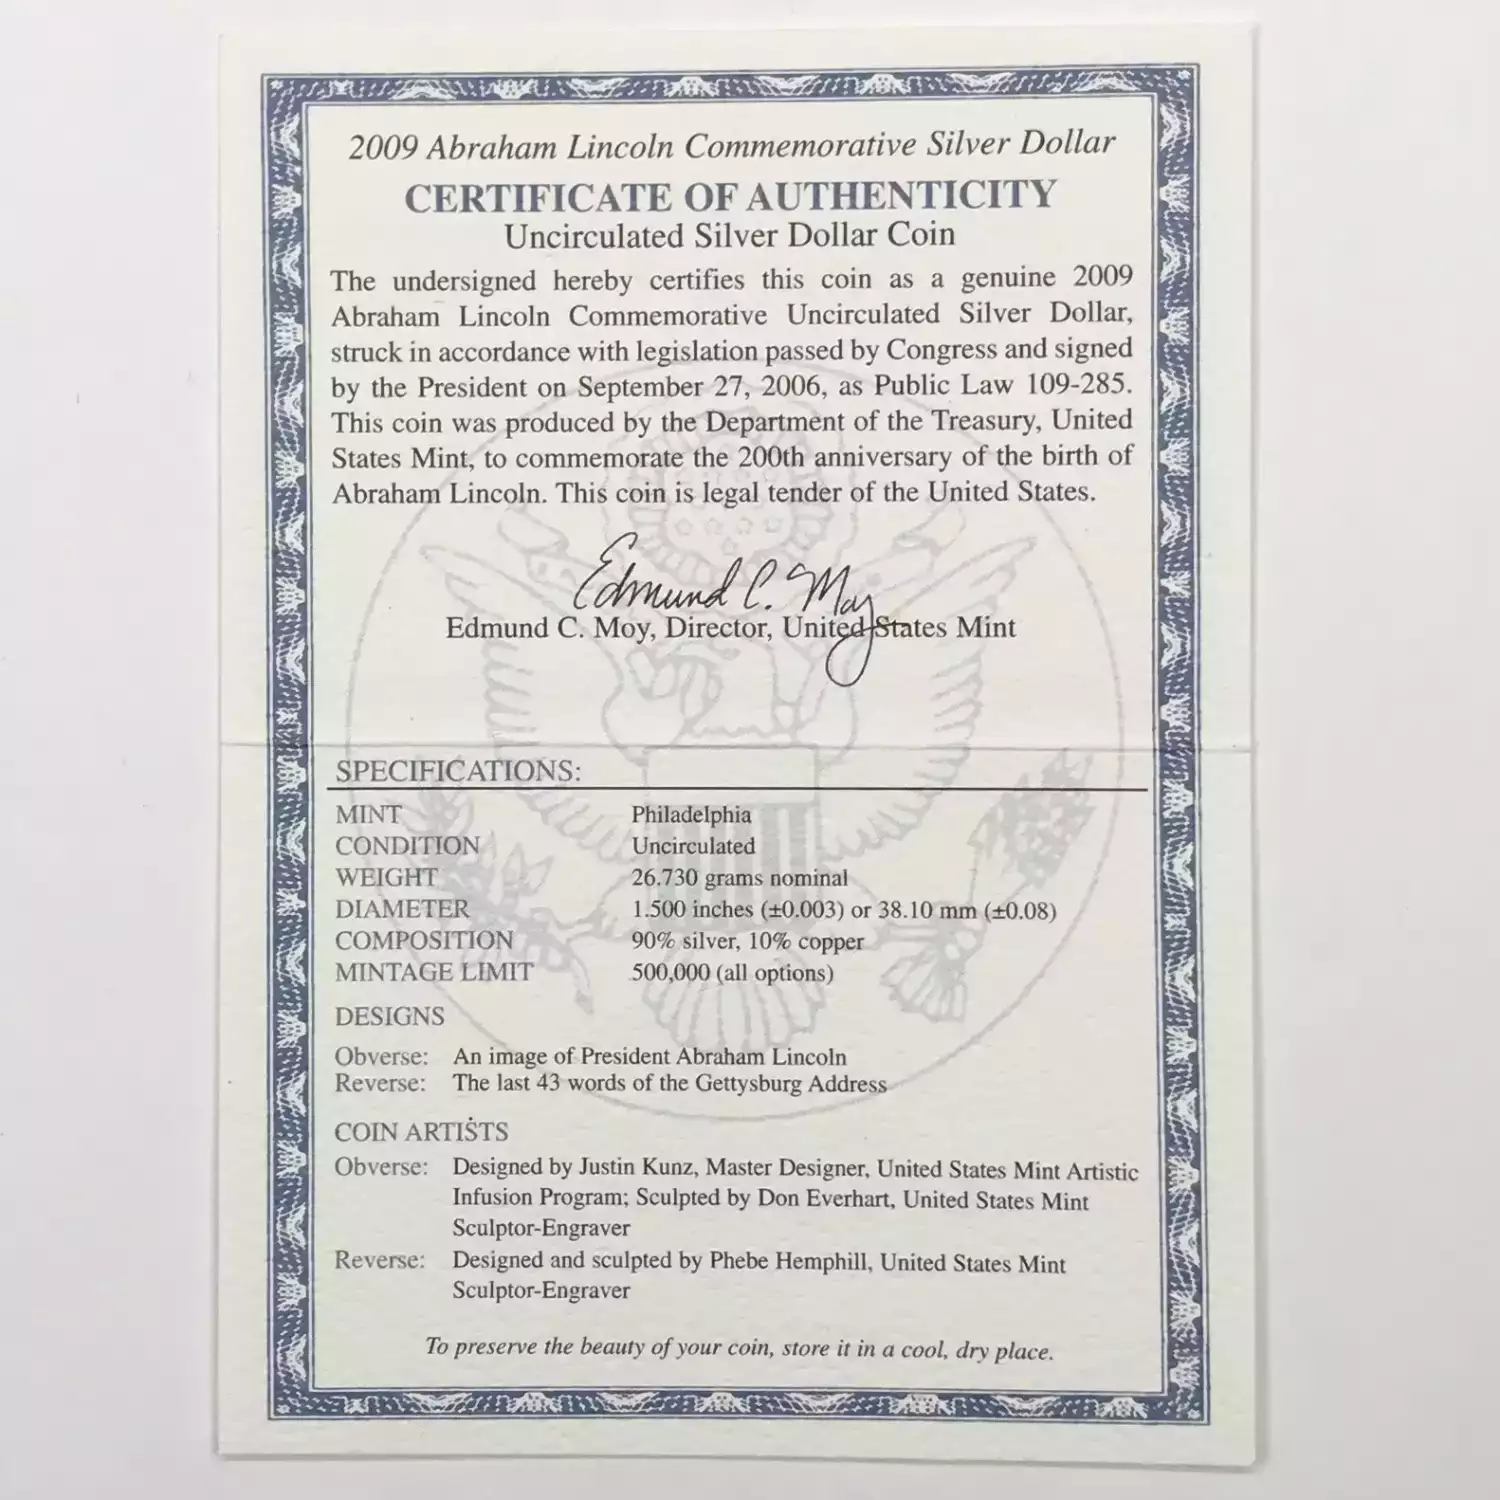 2009 Abraham Lincoln Commemorative Silver Dollar
CERTIFICATE OF AUTHENTICITY
Uncirculated Silver Dollar Coin
The undersigned hereby certifies this coin as a genuine 2009
Abraham Lincoln Commemorative Uncirculated Silver Dollar,
struck in accordance with legislation passed by Congress and signed
by the President on September 27, 2006, as Public Law 109-285.
This coin was produced by the Department of the Treasury, United
States Mint, to commemorate the 200th anniversary of the birth of
Abraham Lincoln. This coin is legal tender of the United States.
Edmund C. Moy
Edmund C. Moy, Director, United States Mint
SPECIFICATIONS:
MINT Philadelphia
CONDITION Uncirculated
WEIGHT 26.730 grams nominal
DIAMETER 1.500 inches (±0.003) or 38.10 mm (±0.08)
COMPOSITION 90% silver, 10% copper
MINTAGE LIMIT 500,000 (all options)
DESIGNS
Obverse: An image of President Abraham Lincoln
Reverse: The last 43 words of the Gettysburg Address
COIN ARTISTS
Obverse: Designed by Justin Kunz, Master Designer, United States Mint Artistic
Infusion Program; Sculpted by Don Everhart, United States Mint
Sculptor-Engraver
Reverse: Designed and sculpted by Phebe Hemphill, United States Mint
Sculptor-Engraver
To preserve the beauty of your coin, store it in a cool, dry place.